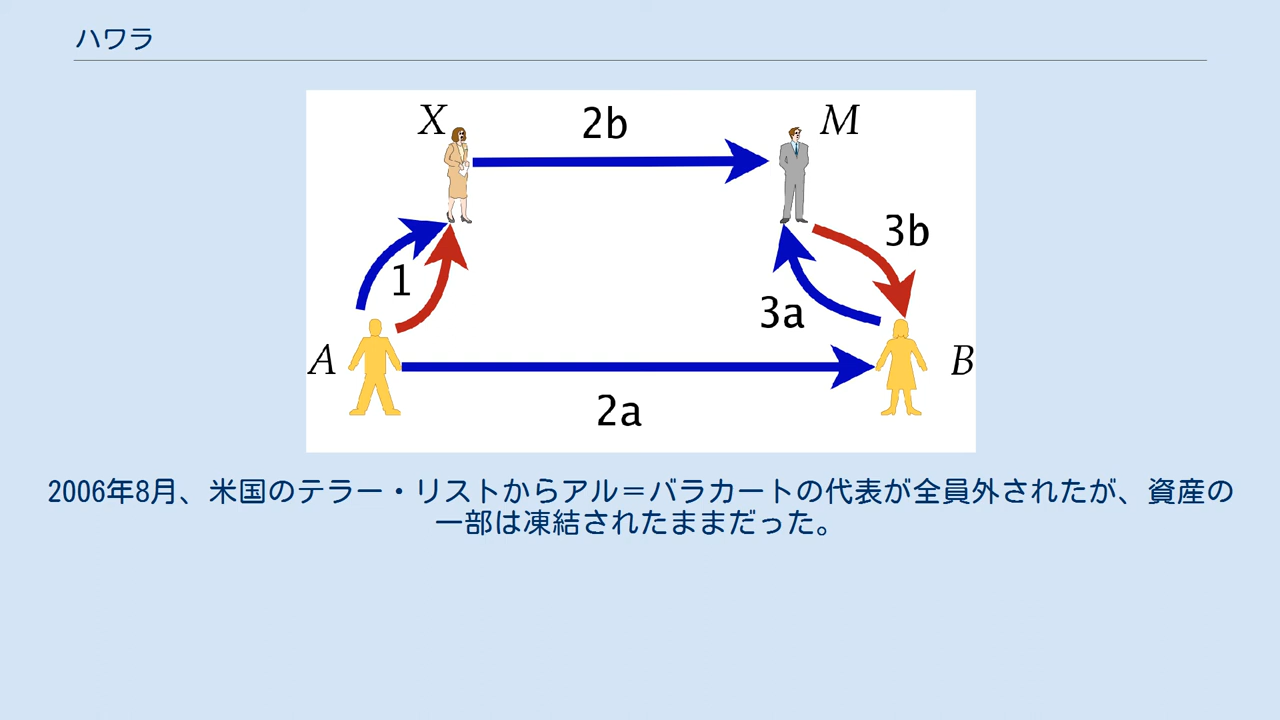 ハワラ
X
2b
M
3b
1
3a
A
B
2a
2006年8月、米国のテラー・リストからアル＝バラカートの代表が全員外されたが、資産の
一部は凍結されたままだった。